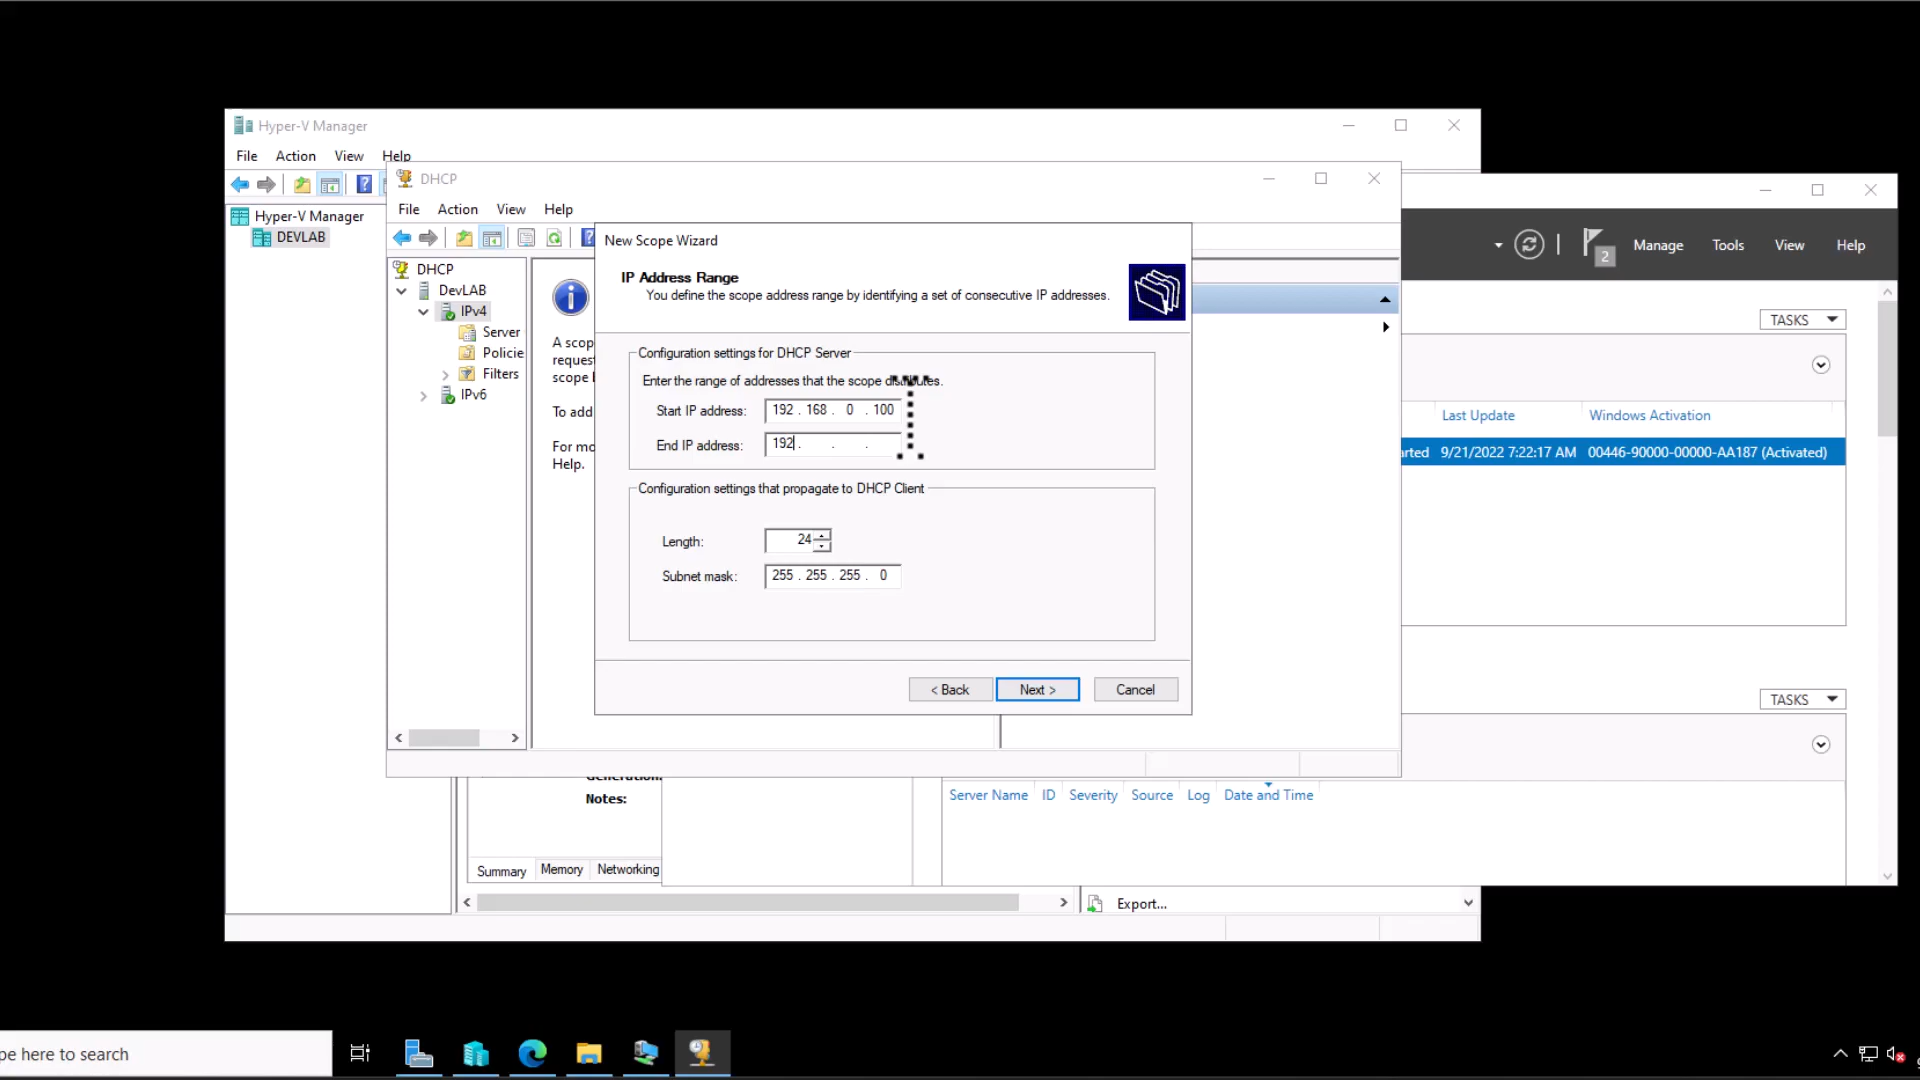 Hyper-V Manager
File Action View Help
Hyper-V Manager
DEVLAB
DHCP
File Action View Help
DHCP
DevLAB
IPv4
Server
Policie
Filters
IPv6
A scop
reques
scope
To add
For mo
Help.
New Scope Wizard
IP Address Range
You define the scope address range by identifying a set of consecutive IP addresses.
Configuration settings for DHCP Server
Enter the range of addresses that the scope distributes.
Start IP address: 192 . 168 . 0 . 100
End IP address: 192 . . .
Configuration settings that propagate to DHCP Client
Length: 24
Subnet mask: 255 . 255 . 255 . 0
< Back Next > Cancel
2 Manage Tools View Help
TASKS
Last Update Windows Activation
arted 9/21/2022 7:22:17 AM 00446-90000-00000-AA187 (Activated)
TASKS
Server Name ID Severity Source Log Date and Time
Generation:
Notes:
Summary Memory Networking
Export...
pe here to search